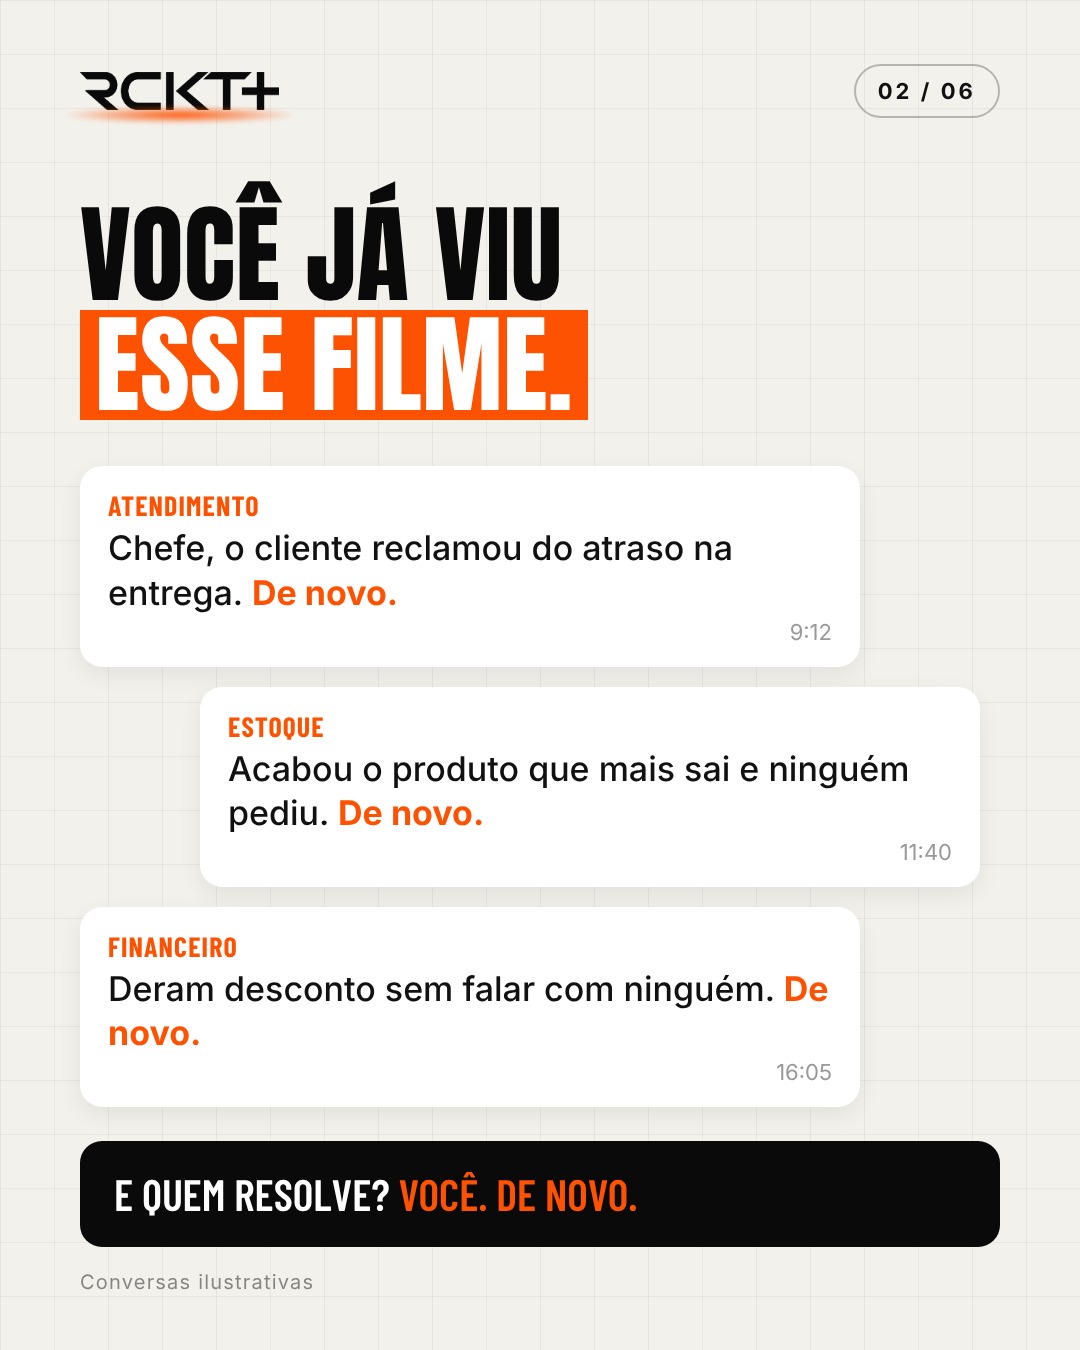 RCKT+
02 / 06
VOCÊ JÁ VIU
ESSE FILME.
ATENDIMENTO
Chefe, o cliente reclamou do atraso na
entrega. De novo.
9:12
ESTOQUE
Acabou o produto que mais sai e ninguém
pediu. De novo.
11:40
FINANCEIRO
Deram desconto sem falar com ninguém. De
novo.
16:05
E QUEM RESOLVE? VOCÊ. DE NOVO.
Conversas ilustrativas